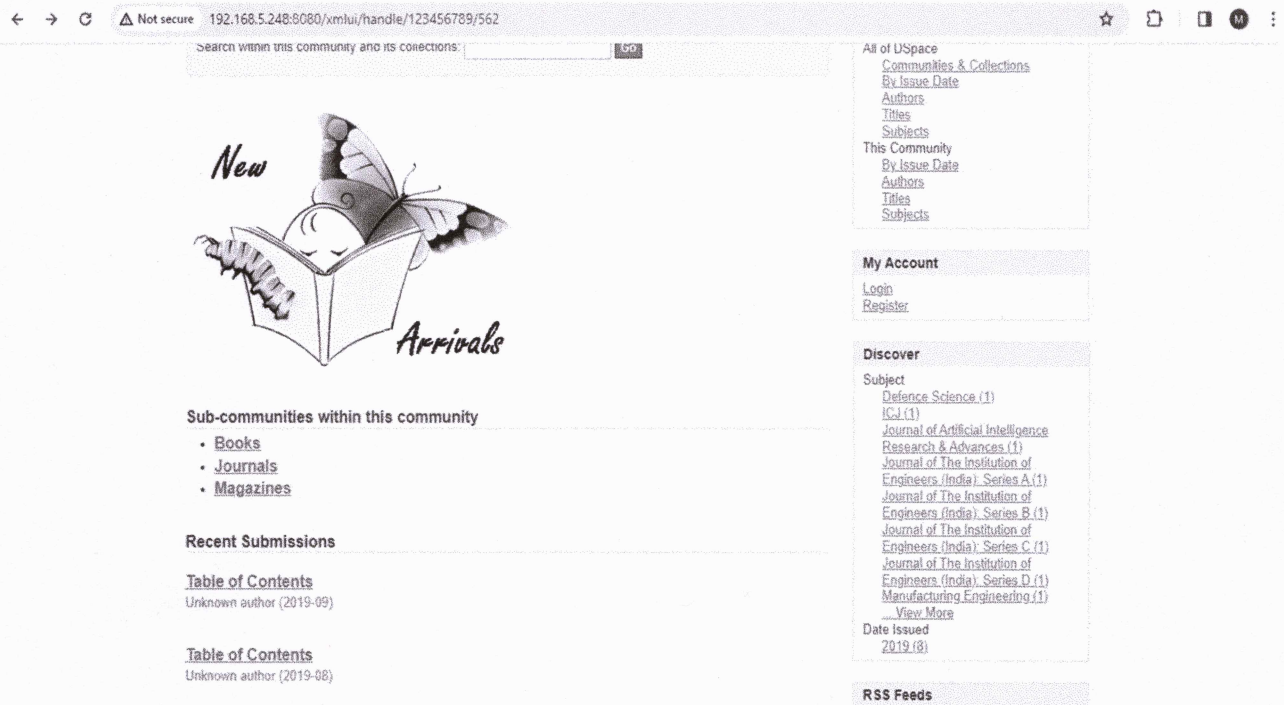 Not secure 192.168.5.248:8080/xmlui/handle/123456789/562 M
Search within this community and its collections: Go
New
Arrivals
Sub-communities within this community
• Books
• Journals
• Magazines
Recent Submissions
Table of Contents
Unknown author (2019-09)
Table of Contents
Unknown author (2019-08)
All of DSpace
Communities & Collections
By Issue Date
Authors
Titles
Subjects
This Community
By Issue Date
Authors
Titles
Subjects
My Account
Login
Register
Discover
Subject
Defence Science (1)
ICJ (1)
Journal of Artificial Intelligence
Research & Advances (1)
Journal of The Institution of
Engineers (India): Series A (1)
Journal of The Institution of
Engineers (India): Series B (1)
Journal of The Institution of
Engineers (India): Series C (1)
Journal of The Institution of
Engineers (India): Series D (1)
Manufacturing Engineering (1)
... View More
Date Issued
2019 (8)
RSS Feeds